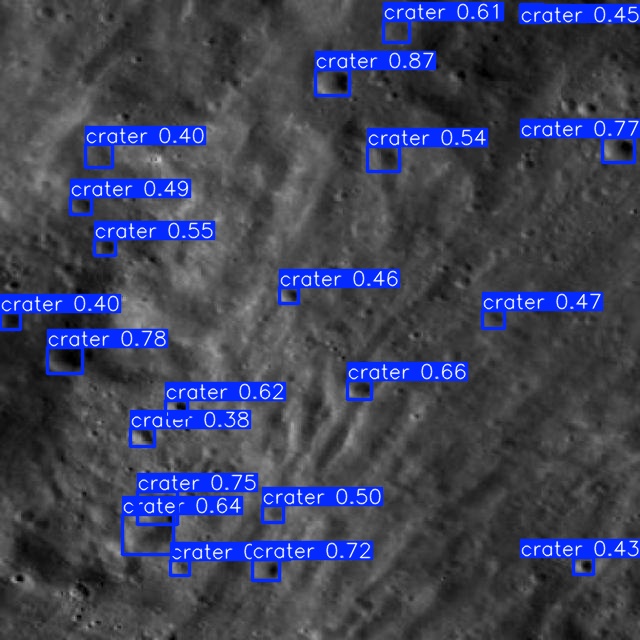 crater 0.61
crater 0.45
crater 0.87
crater 0.77
crater 0.40
crater 0.54
crater 0.49
crater 0.55
crater 0.46
crater 0.40
crater 0.47
crater 0.78
crater 0.66
crater 0.62
crater 0.38
crater 0.75
crater 0.64
crater 0.50
crater
crater 0.72
crater 0.43